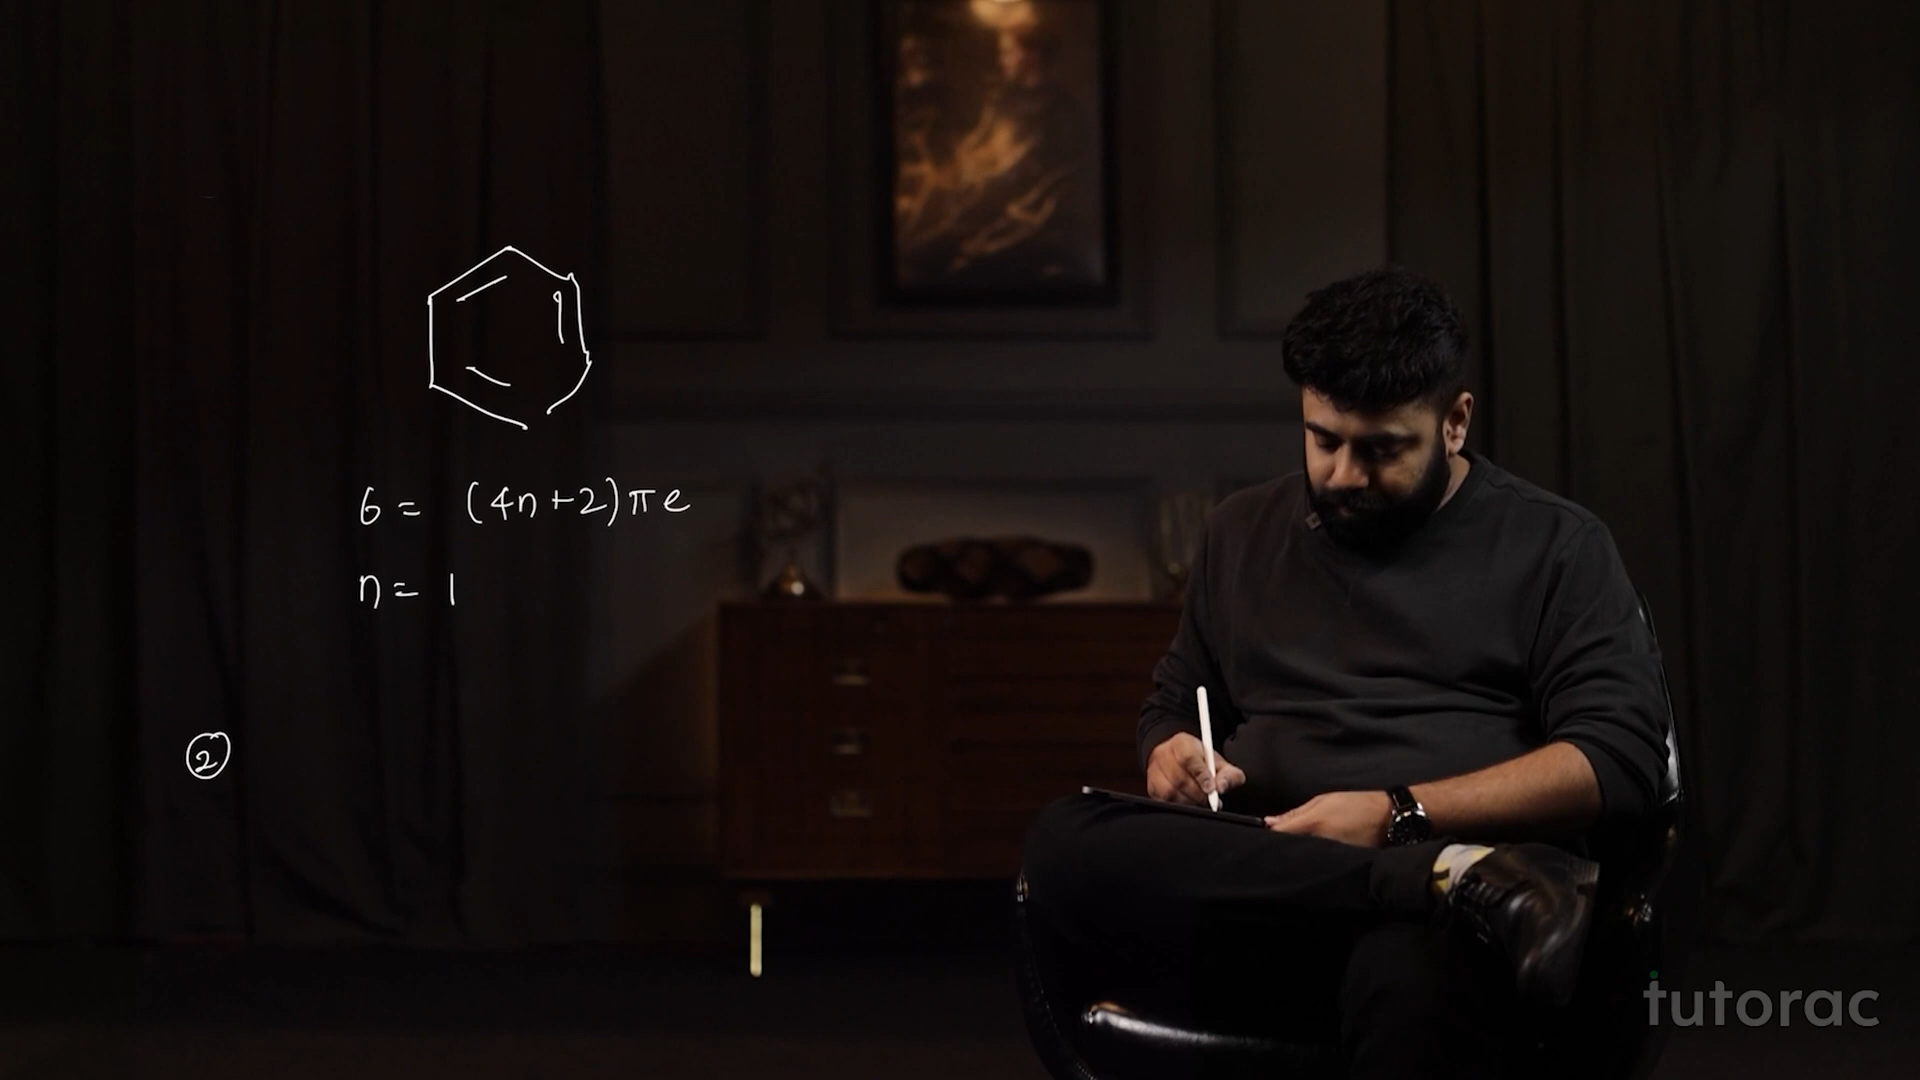 6 = (4n+2)πe
n = 1
2
tutorac